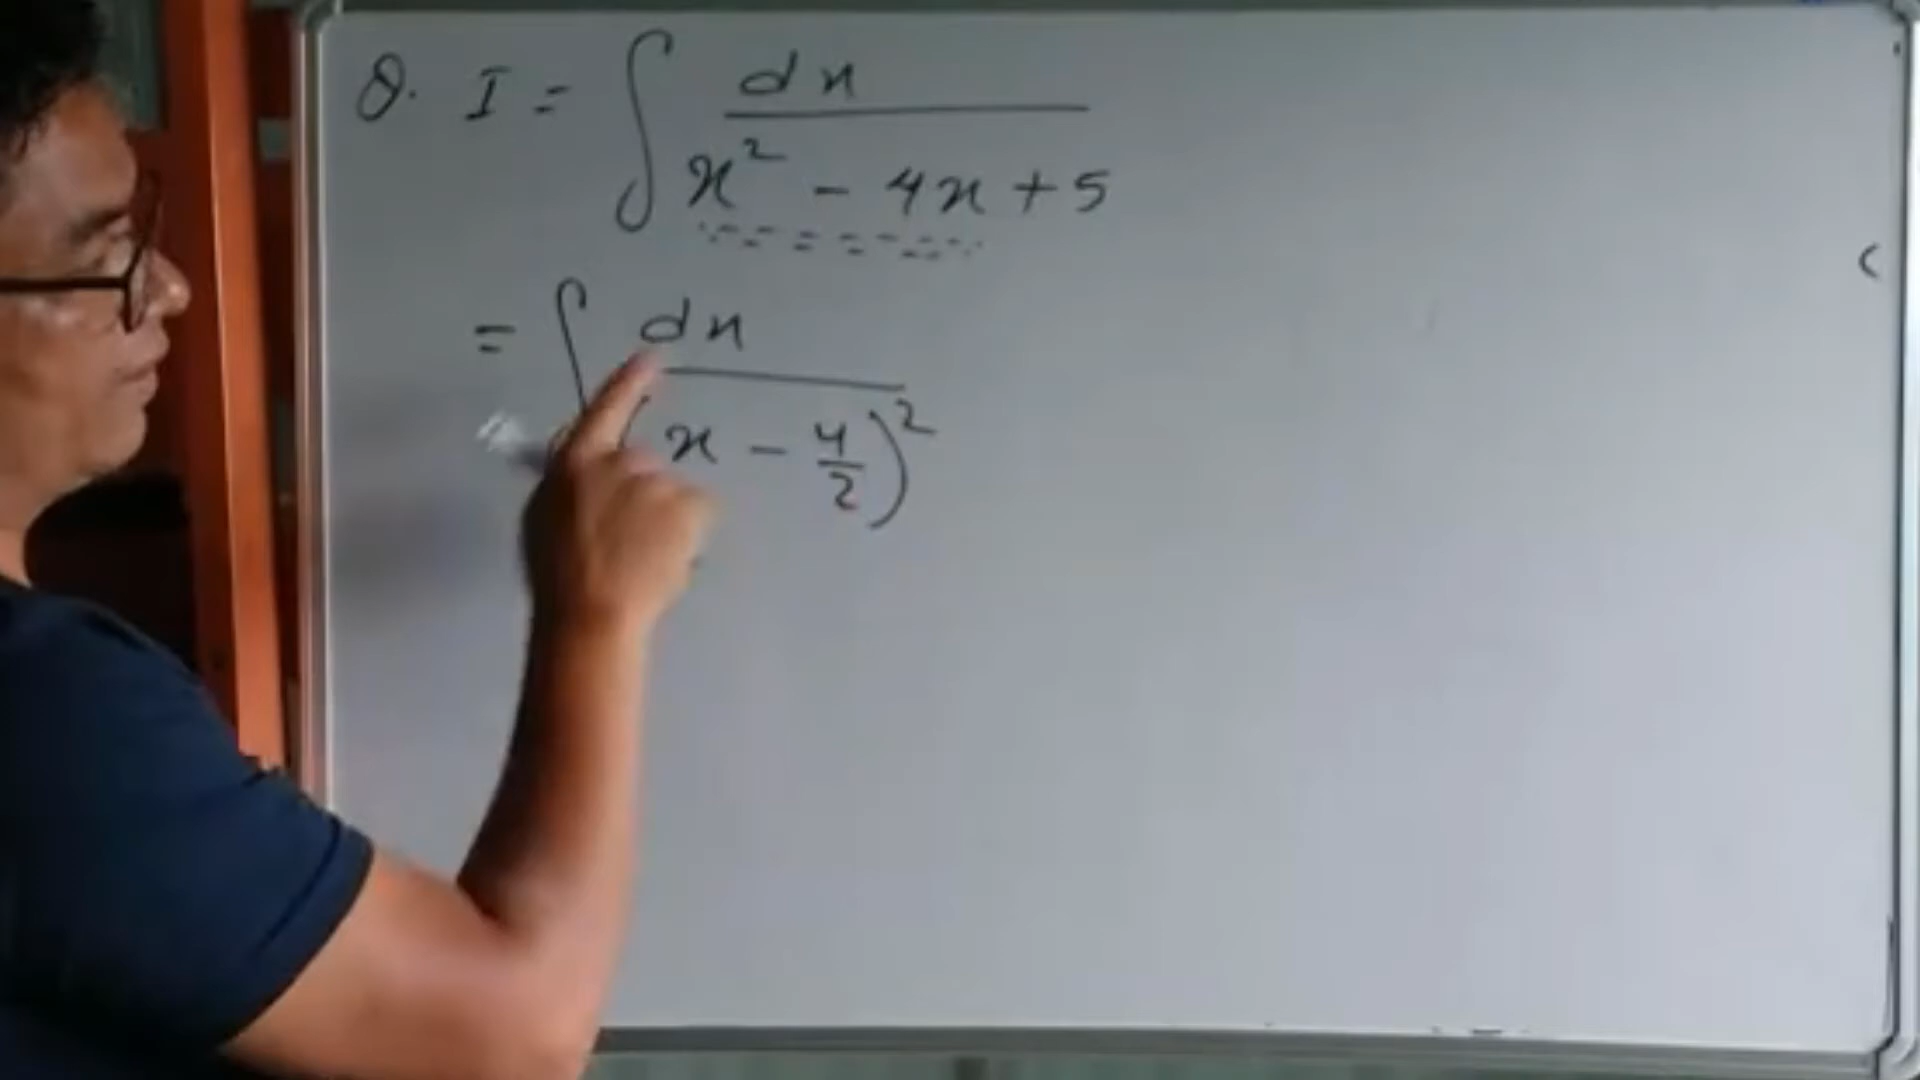 Q. I = ∫ dx / x² - 4x + 5
= ∫ dx / (x - 4/2)²
(